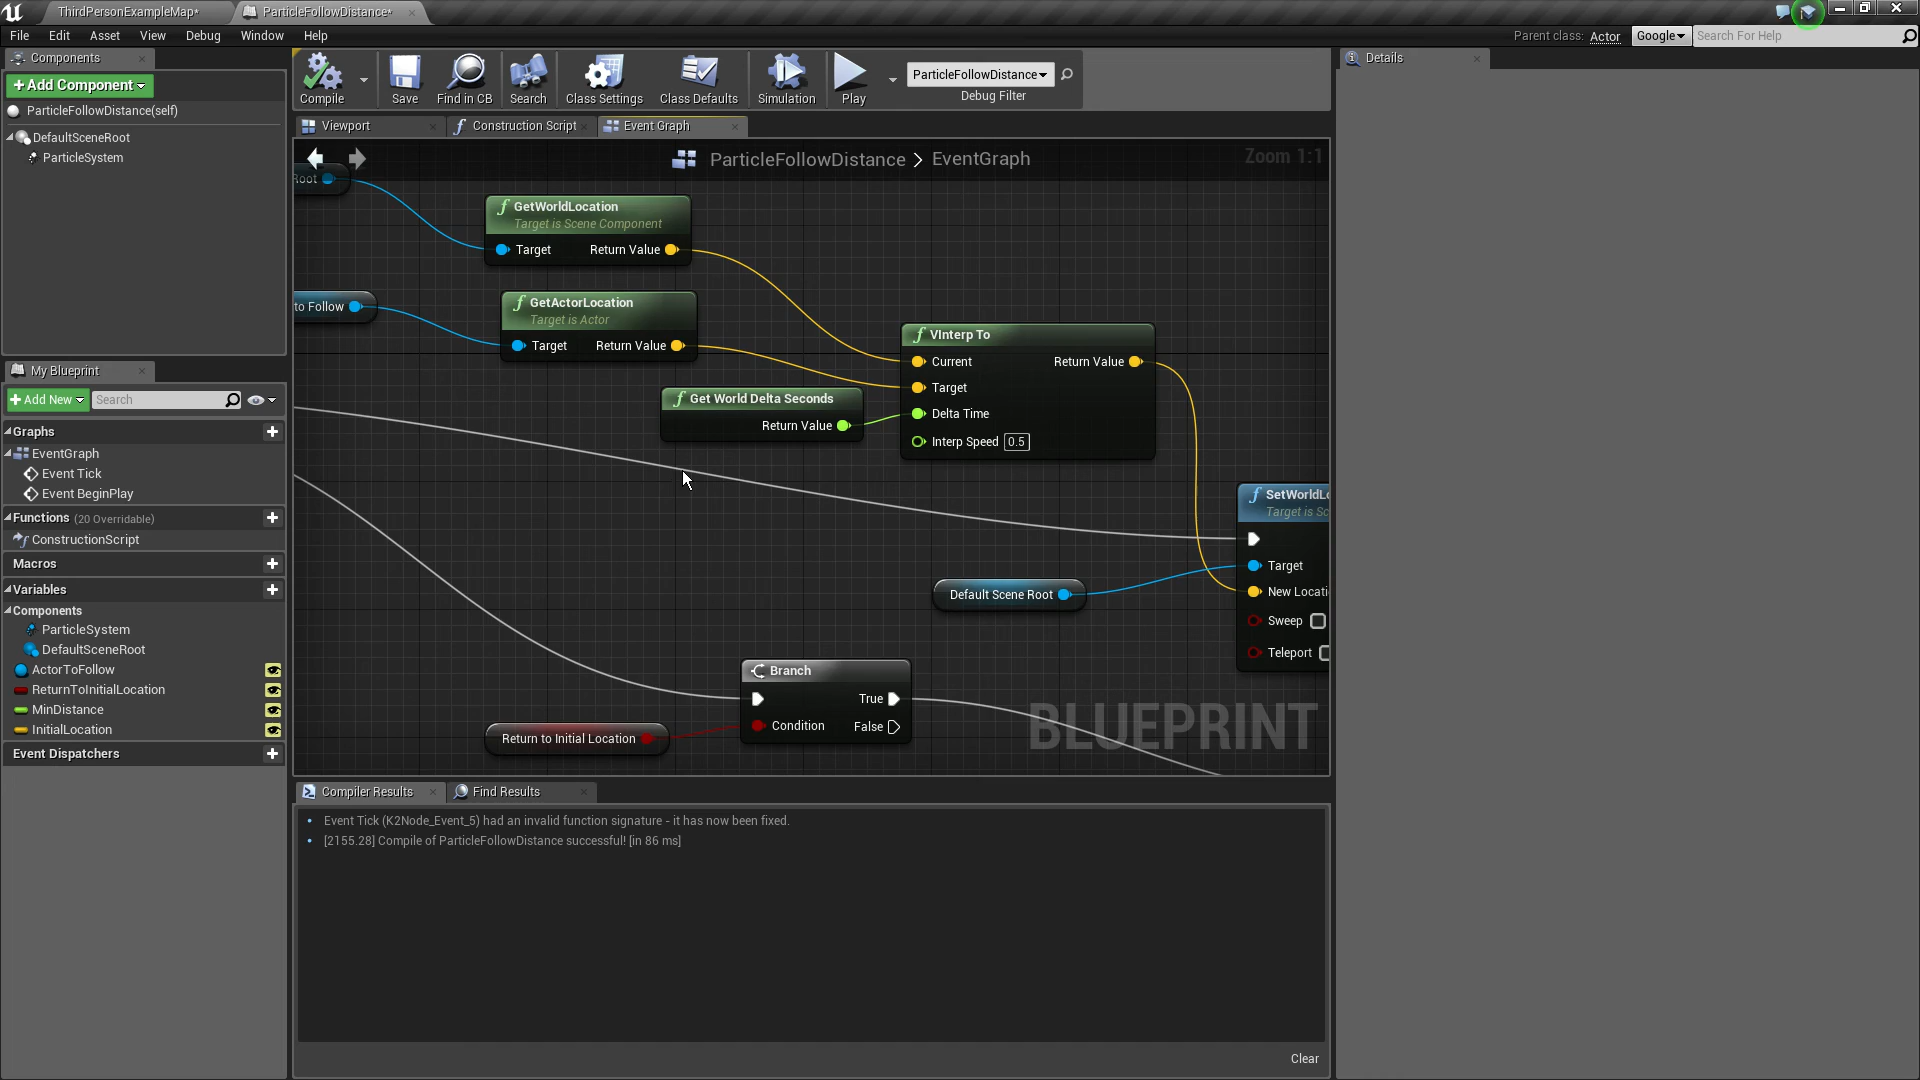 ThirdPersonExampleMap*
ParticleFollowDistance*
File Edit Asset View Debug Window Help
Parent class: Actor
Google
Search For Help
Components
+ Add Component
ParticleFollowDistance(self)
DefaultSceneRoot
ParticleSystem
Compile
Save
Find in CB
Search
Class Settings
Class Defaults
Simulation
Play
ParticleFollowDistance
Debug Filter
Details
Viewport
Construction Script
Event Graph
ParticleFollowDistance > EventGraph
Zoom 1:1
Root
GetWorldLocation
Target is Scene Component
Target Return Value
to Follow
GetActorLocation
Target is Actor
Target Return Value
Get World Delta Seconds
Return Value
VInterp To
Current Return Value
Target
Delta Time
Interp Speed 0.5
SetWorldLo
Target is Sc
Target
New Locati
Sweep
Teleport
Default Scene Root
Branch
True
Condition False
Return to Initial Location
BLUEPRINT
My Blueprint
+ Add New
Search
Graphs
EventGraph
Event Tick
Event BeginPlay
Functions (20 Overridable)
ConstructionScript
Macros
Variables
Components
ParticleSystem
DefaultSceneRoot
ActorToFollow
ReturnToInitialLocation
MinDistance
InitialLocation
Event Dispatchers
Compiler Results
Find Results
Event Tick (K2Node_Event_5) had an invalid function signature - it has now been fixed.
[2155.28] Compile of ParticleFollowDistance successful! [in 86 ms]
Clear